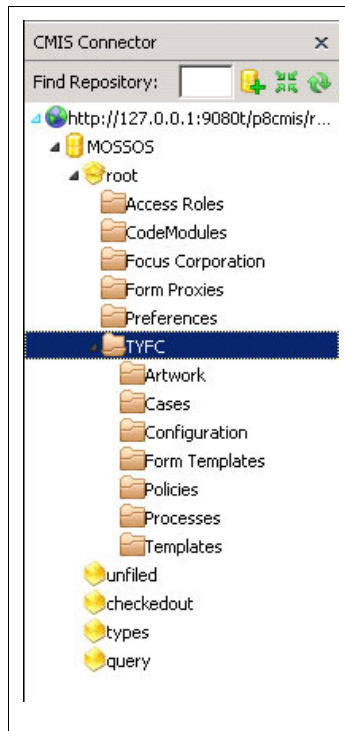 CMIS Connector ×
Find Repository:
http://127.0.0.1:9080t/p8cmis/r...
MOSSOS
root
Access Roles
CodeModules
Focus Corporation
Form Proxies
Preferences
TYFC
Artwork
Cases
Configuration
Form Templates
Policies
Processes
Templates
unfiled
checkedout
types
query